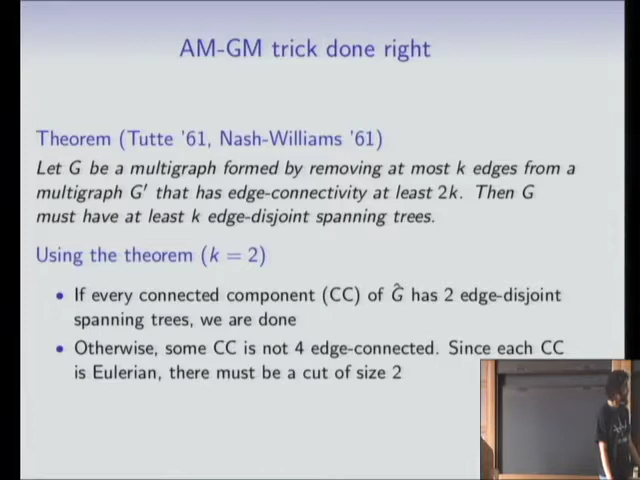 AM-GM trick done right
Theorem (Tutte '61, Nash-Williams '61)
Let G be a multigraph formed by removing at most k edges from a
multigraph G′ that has edge-connectivity at least 2k. Then G
must have at least k edge-disjoint spanning trees.
Using the theorem (k = 2)
• If every connected component (CC) of Ĝ has 2 edge-disjoint
spanning trees, we are done
• Otherwise, some CC is not 4 edge-connected. Since each CC
is Eulerian, there must be a cut of size 2